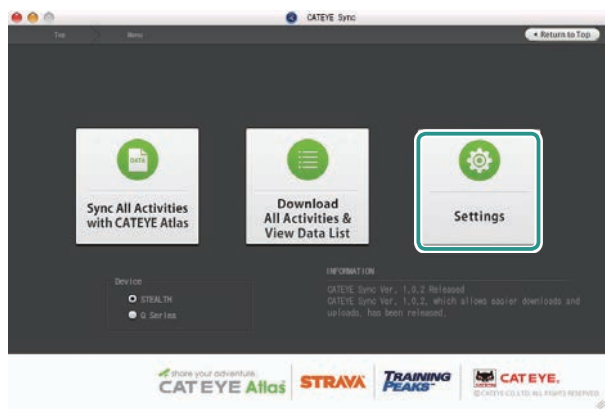 CATEYE Sync
Top
Menu
Return to Top
DATA
Sync All Activities
with CATEYE Atlas
Download
All Activities &
View Data List
Settings
Device
STEALTH
Q Series
INFORMATION
CATEYE Sync Ver. 1.0.2 Released
CATEYE Sync Ver. 1.0.2, which allows easier downloads and
uploads, has been released.
share your adventure
CATEYE Atlas
STRAVA
TRAINING
PEAKS
CATEYE
CATEYE.
© CATEYE CO.,LTD. ALL RIGHTS RESERVED.